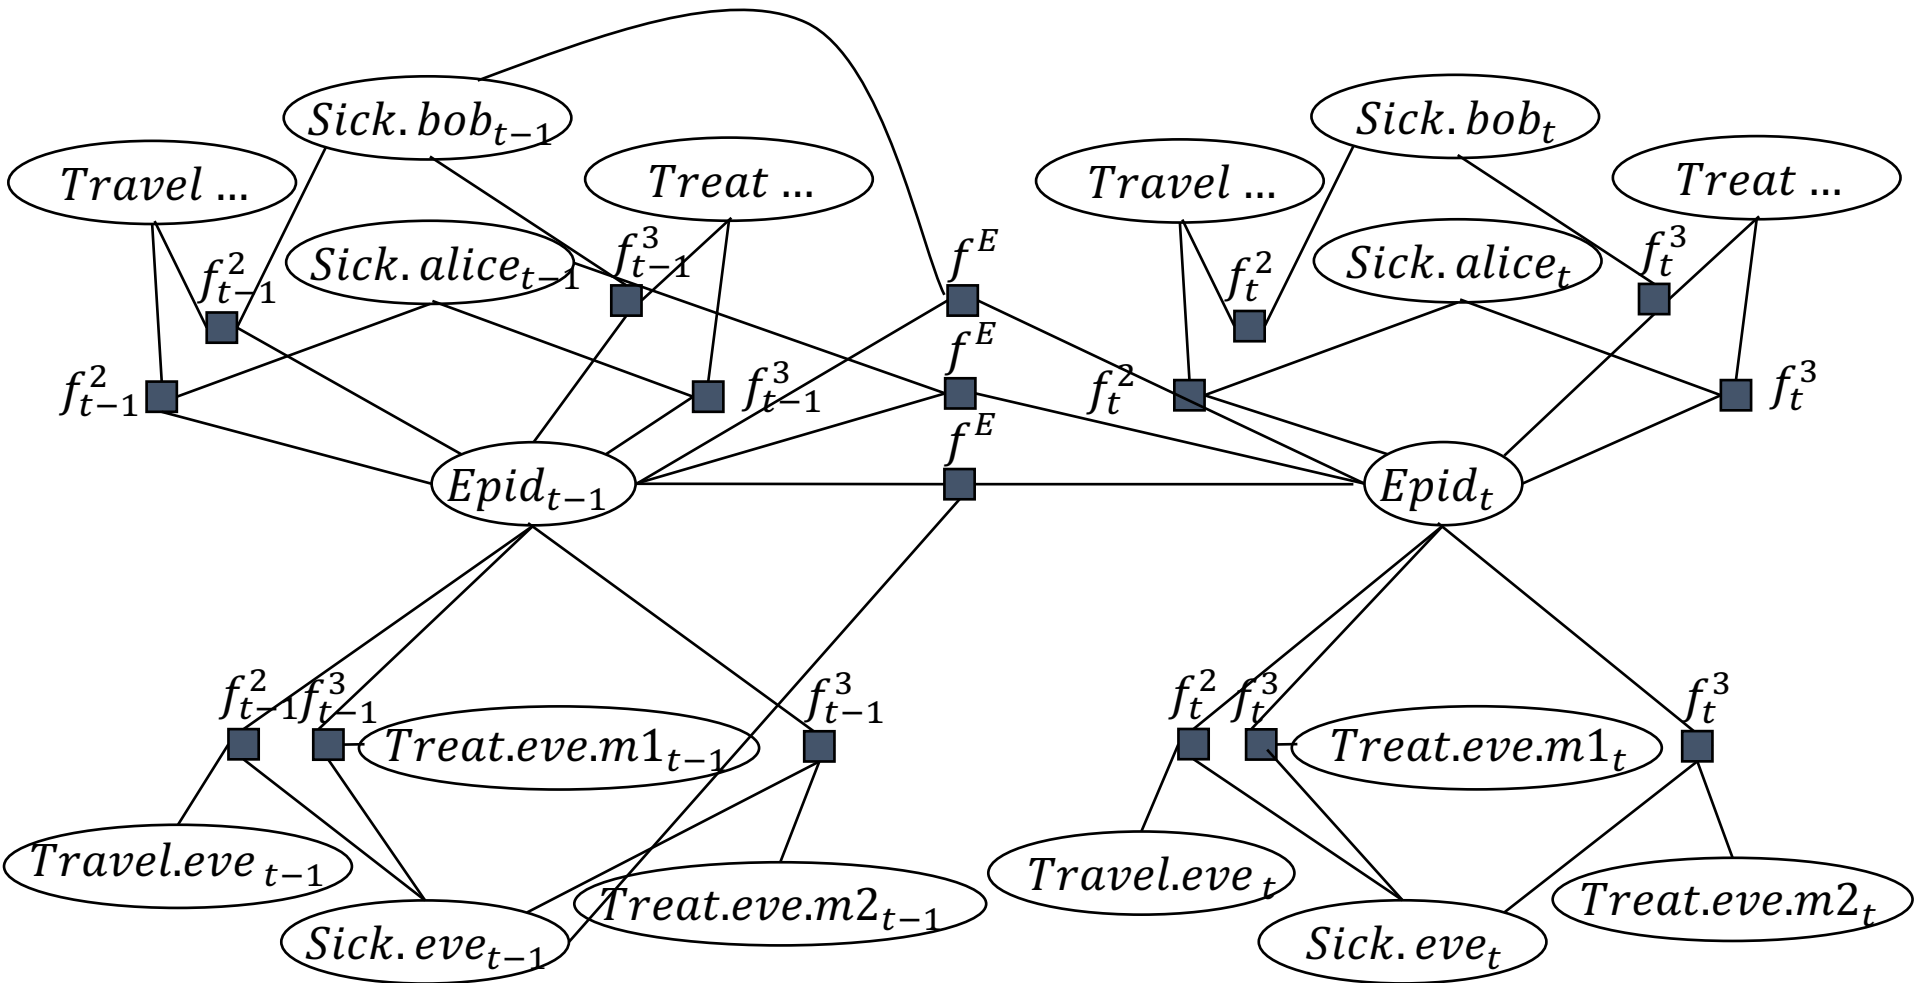 Sick.bob_{t−1}
Sick.bob_t
Travel ...
Treat ...
Travel ...
Treat ...
f^2_{t−1}
Sick.alice_{t−1}
f^3_{t−1}
f^E
f^2_t
Sick.alice_t
f^3_t
f^E
f^2_{t−1}
f^3_{t−1}
f^2_t
f^3_t
f^E
Epid_{t−1}
Epid_t
f^2_{t−1}
f^3_{t−1}
f^3_{t−1}
f^2_t
f^3_t
f^3_t
Treat.eve.m1_{t−1}
Treat.eve.m1_t
Travel.eve_{t−1}
Travel.eve_t
Treat.eve.m2_{t−1}
Treat.eve.m2_t
Sick.eve_{t−1}
Sick.eve_t